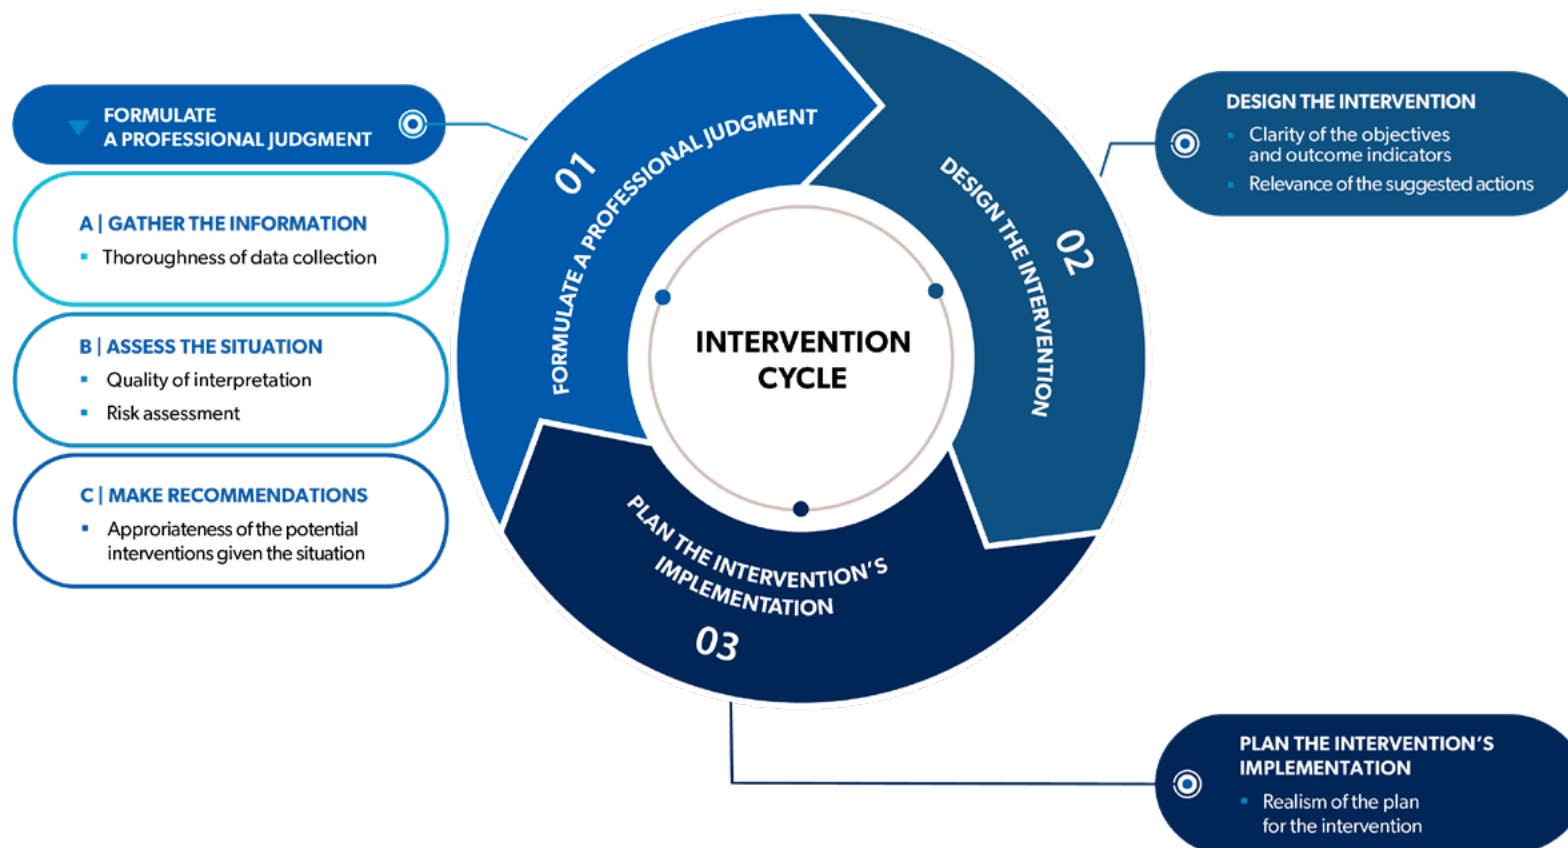 FORMULATE
A PROFESSIONAL JUDGMENT
A | GATHER THE INFORMATION
Thoroughness of data collection
B | ASSESS THE SITUATION
Quality of interpretation
Risk assessment
C | MAKE RECOMMENDATIONS
Approriateness of the potential
interventions given the situation
01
FORMULATE A PROFESSIONAL JUDGMENT
02
DESIGN THE INTERVENTION
INTERVENTION
CYCLE
PLAN THE INTERVENTION'S
IMPLEMENTATION
03
DESIGN THE INTERVENTION
Clarity of the objectives
and outcome indicators
Relevance of the suggested actions
PLAN THE INTERVENTION'S
IMPLEMENTATION
Realism of the plan
for the intervention